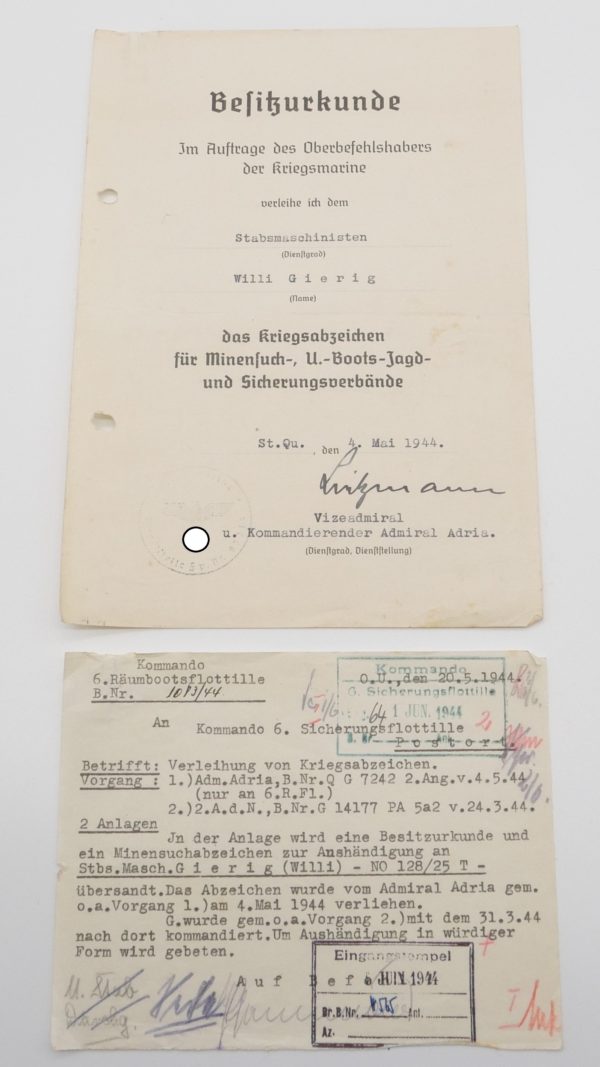 Besitzurkunde
Im Auftrage des Oberbefehlshabers
der Kriegsmarine
verleihe ich dem
Stabsmaschinisten
(Dienstgrad)
Willi G i e r i g
(Name)
das Kriegsabzeichen
für Minensuch-, U.-Boots-Jagd-
und Sicherungsverbände
St.Qu. , den 4. Mai 1944.
Vizeadmiral
u. Kommandierender Admiral Adria.
(Dienstgrad, Dienststellung)
Kommando
6.Räumbootsflottille
B.Nr. 1083/44
O.U.,den 20.5.1944.
Kommando
6. Sicherungsflottille
1 JUN. 1944
An Kommando 6. Sicherungsflottille
P o s t o r t.
Betrifft: Verleihung von Kriegsabzeichen.
Vorgang : 1.)Adm.Adria,B.Nr.Q G 7242 2.Ang.v.4.5.44
(nur an 6.R.Fl.)
2.)2.A.d.N.,B.Nr.G 14177 PA 5a2 v.24.3.44.
2 Anlagen
Jn der Anlage wird eine Besitzurkunde und
ein Minensuchabzeichen zur Anshändigung an
Stbs.Masch.G i e r i g (Willi) - NO 128/25 T -
übersandt.Das Abzeichen wurde vom Admiral Adria gem.
o.a.Vorgang 1.)am 4.Mai 1944 verliehen.
G.wurde gem.o.a.Vorgang 2.)mit dem 31.3.44
nach dort kommandiert.Um Aushändigung in würdiger
Form wird gebeten.
A u f B e f
Eingangstempel
JUN 1944
Br.B.Nr. Ant.
Az.